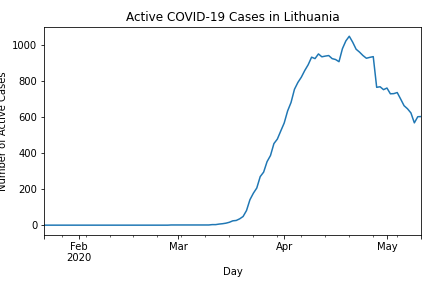 Active COVID-19 Cases in Lithuania
Number of Active Cases
1000
800
600
400
200
0
Feb
2020
Mar
Apr
May
Day